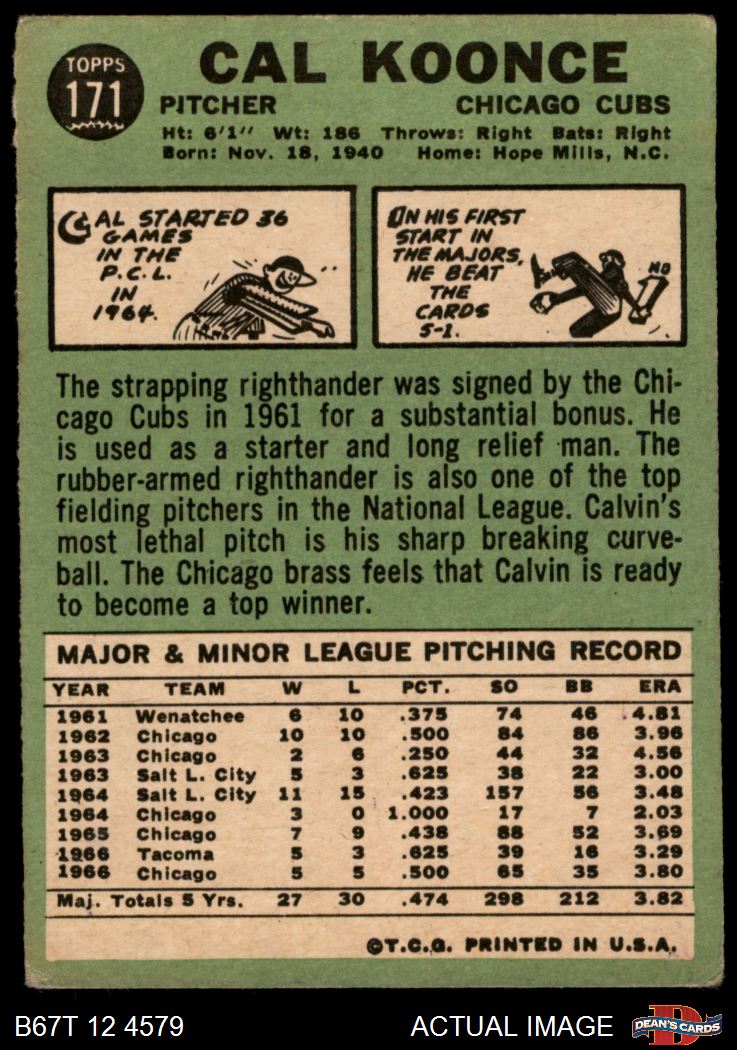 TOPPS
171
CAL KOONCE
PITCHER CHICAGO CUBS
Ht: 6'1" Wt: 186 Throws: Right Bats: Right
Born: Nov. 18, 1940 Home: Hope Mills, N.C.
CAL STARTED 36
GAMES
IN THE
P.C.L.
IN
1964.
ON HIS FIRST
START IN
THE MAJORS,
HE BEAT
THE
CARDS
5-1.
The strapping righthander was signed by the Chi-
cago Cubs in 1961 for a substantial bonus. He
is used as a starter and long relief man. The
rubber-armed righthander is also one of the top
fielding pitchers in the National League. Calvin's
most lethal pitch is his sharp breaking curve-
ball. The Chicago brass feels that Calvin is ready
to become a top winner.
MAJOR & MINOR LEAGUE PITCHING RECORD
YEAR TEAM W L PCT. SO BB ERA
1961 Wenatchee 6 10 .375 74 46 4.81
1962 Chicago 10 10 .500 84 86 3.96
1963 Chicago 2 6 .250 44 32 4.56
1963 Salt L. City 5 3 .625 38 22 3.00
1964 Salt L. City 11 15 .423 157 56 3.48
1964 Chicago 3 0 1.000 17 7 2.03
1965 Chicago 7 9 .438 88 52 3.69
1966 Tacoma 5 3 .625 39 16 3.29
1966 Chicago 5 5 .500 65 35 3.80
Maj. Totals 5 Yrs. 27 30 .474 298 212 3.82
©T.C.G. PRINTED IN U.S.A.
B67T 12 4579 ACTUAL IMAGE DEAN'S CARDS